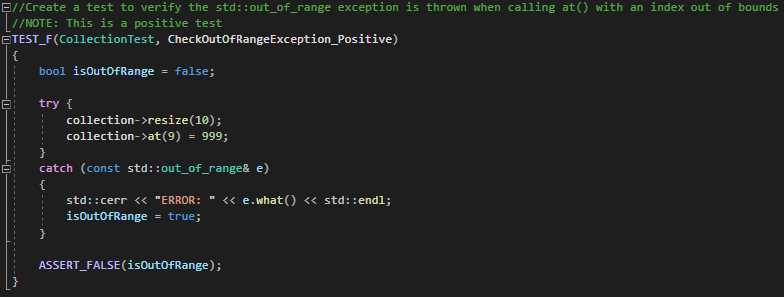 //Create a test to verify the std::out_of_range exception is thrown when calling at() with an index out of bounds
//NOTE: This is a positive test
TEST_F(CollectionTest, CheckOutOfRangeException_Positive)
{
    bool isOutOfRange = false;

    try {
        collection->resize(10);
        collection->at(9) = 999;
    }
    catch (const std::out_of_range& e)
    {
        std::cerr << "ERROR: " << e.what() << std::endl;
        isOutOfRange = true;
    }

    ASSERT_FALSE(isOutOfRange);
}